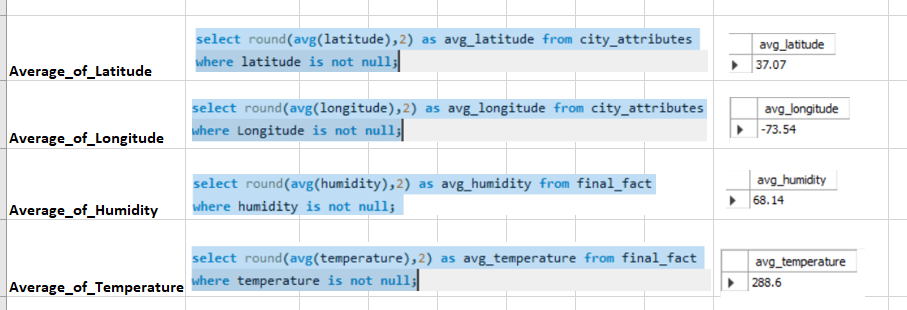 select round(avg(latitude),2) as avg_latitude from city_attributes
where latitude is not null;
avg_latitude
37.07
Average_of_Latitude
select round(avg(longitude),2) as avg_longitude from city_attributes
where Longitude is not null;
avg_longitude
-73.54
Average_of_Longitude
select round(avg(humidity),2) as avg_humidity from final_fact
where humidity is not null;
avg_humidity
68.14
Average_of_Humidity
select round(avg(temperature),2) as avg_temperature from final_fact
where temperature is not null;
avg_temperature
288.6
Average_of_Temperature